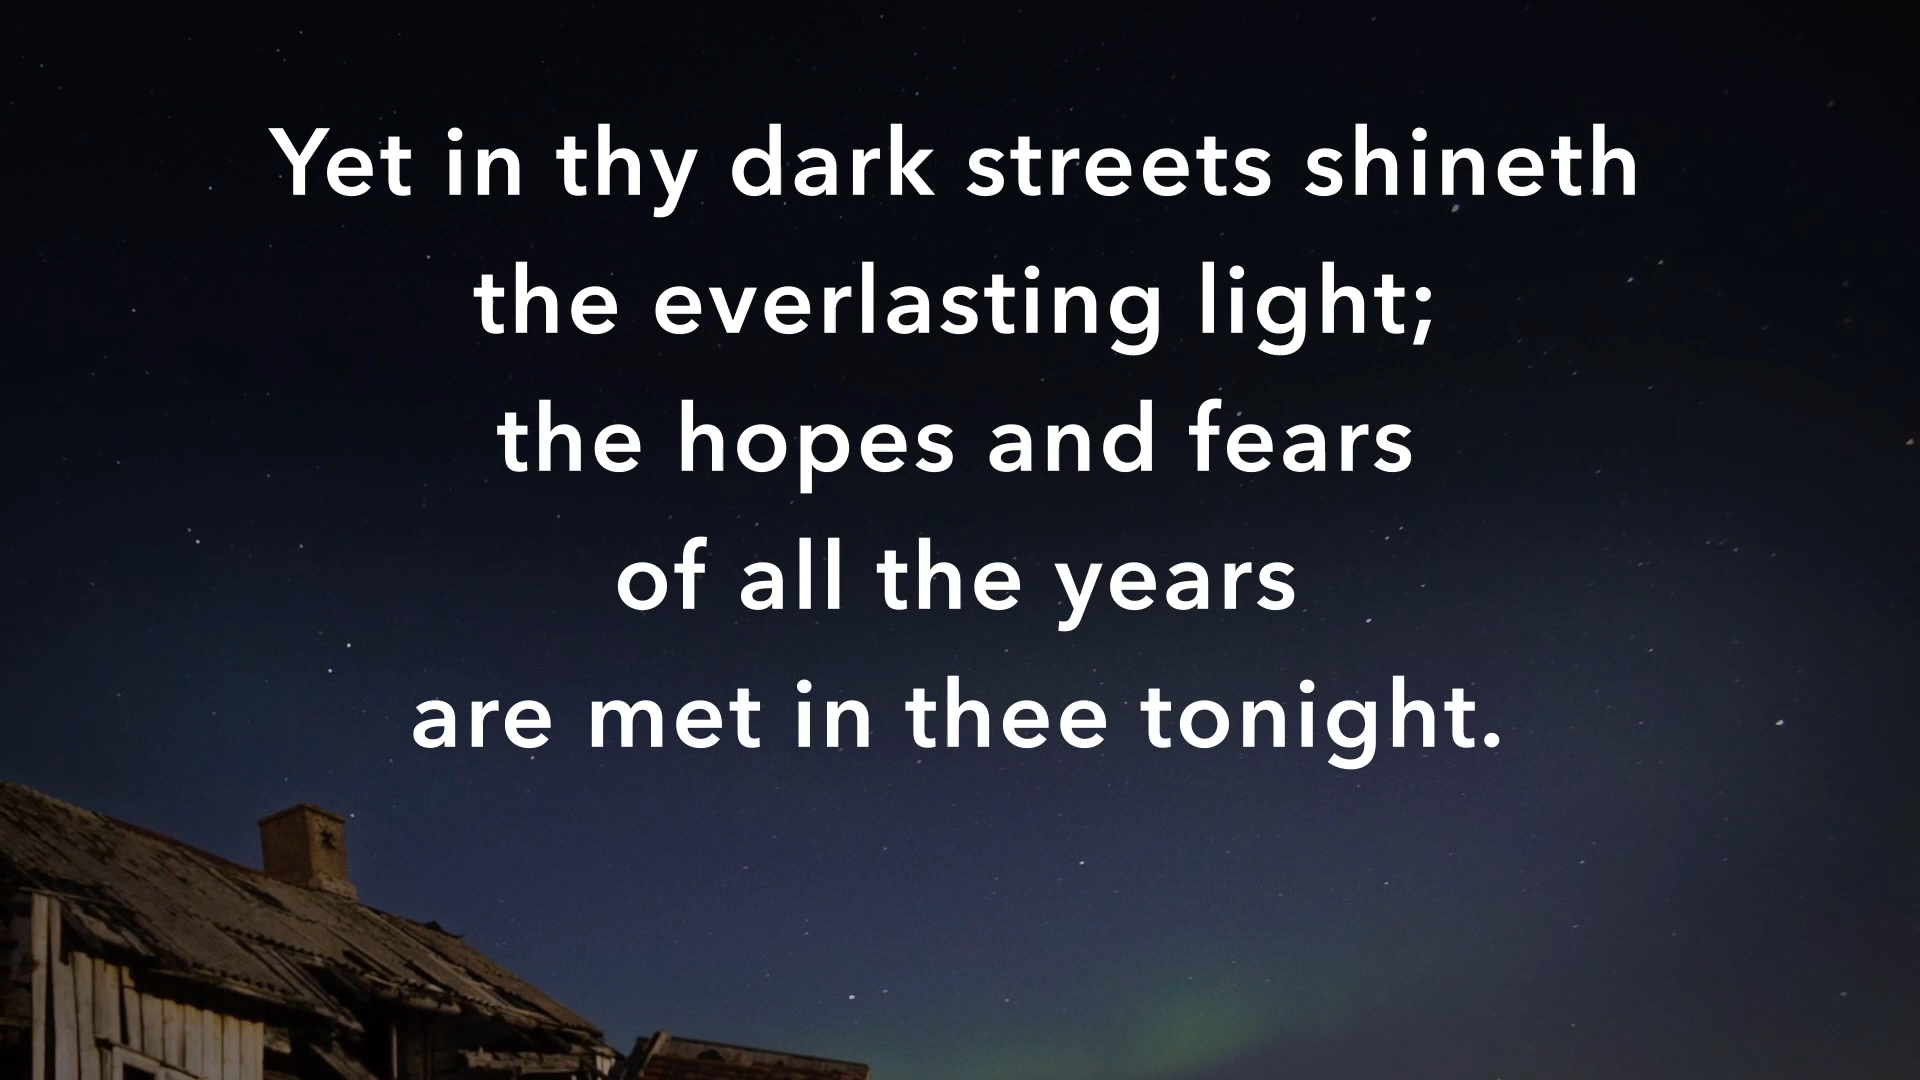 Yet in thy dark streets shineth
the everlasting light;
the hopes and fears
of all the years
are met in thee tonight.